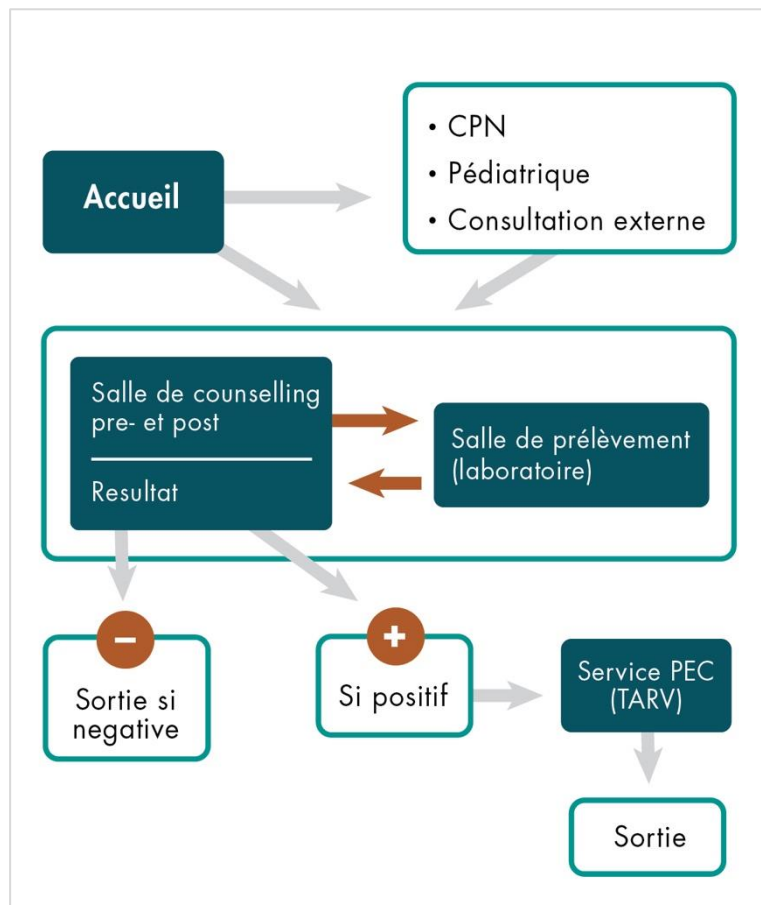 Accueil
• CPN
• Pédiatrique
• Consultation externe
Salle de counselling
pre- et post
Resultat
Salle de prélèvement
(laboratoire)
–
Sortie si
negative
+
Si positif
Service PEC
(TARV)
Sortie